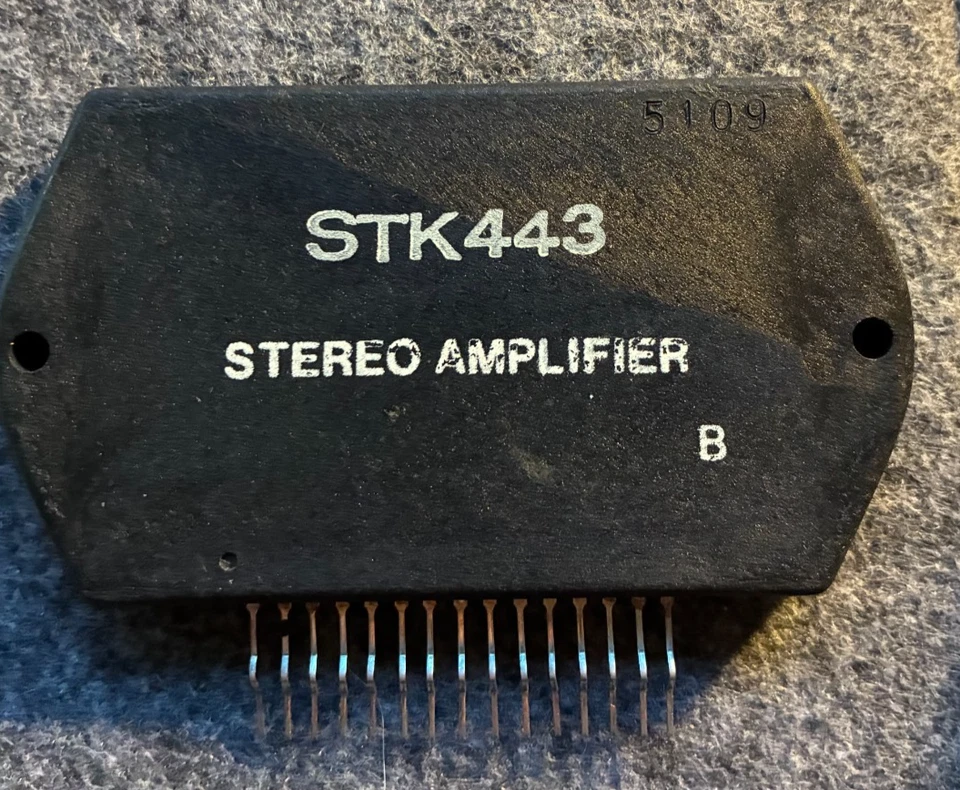 5109
STK443
STEREO AMPLIFIER
B